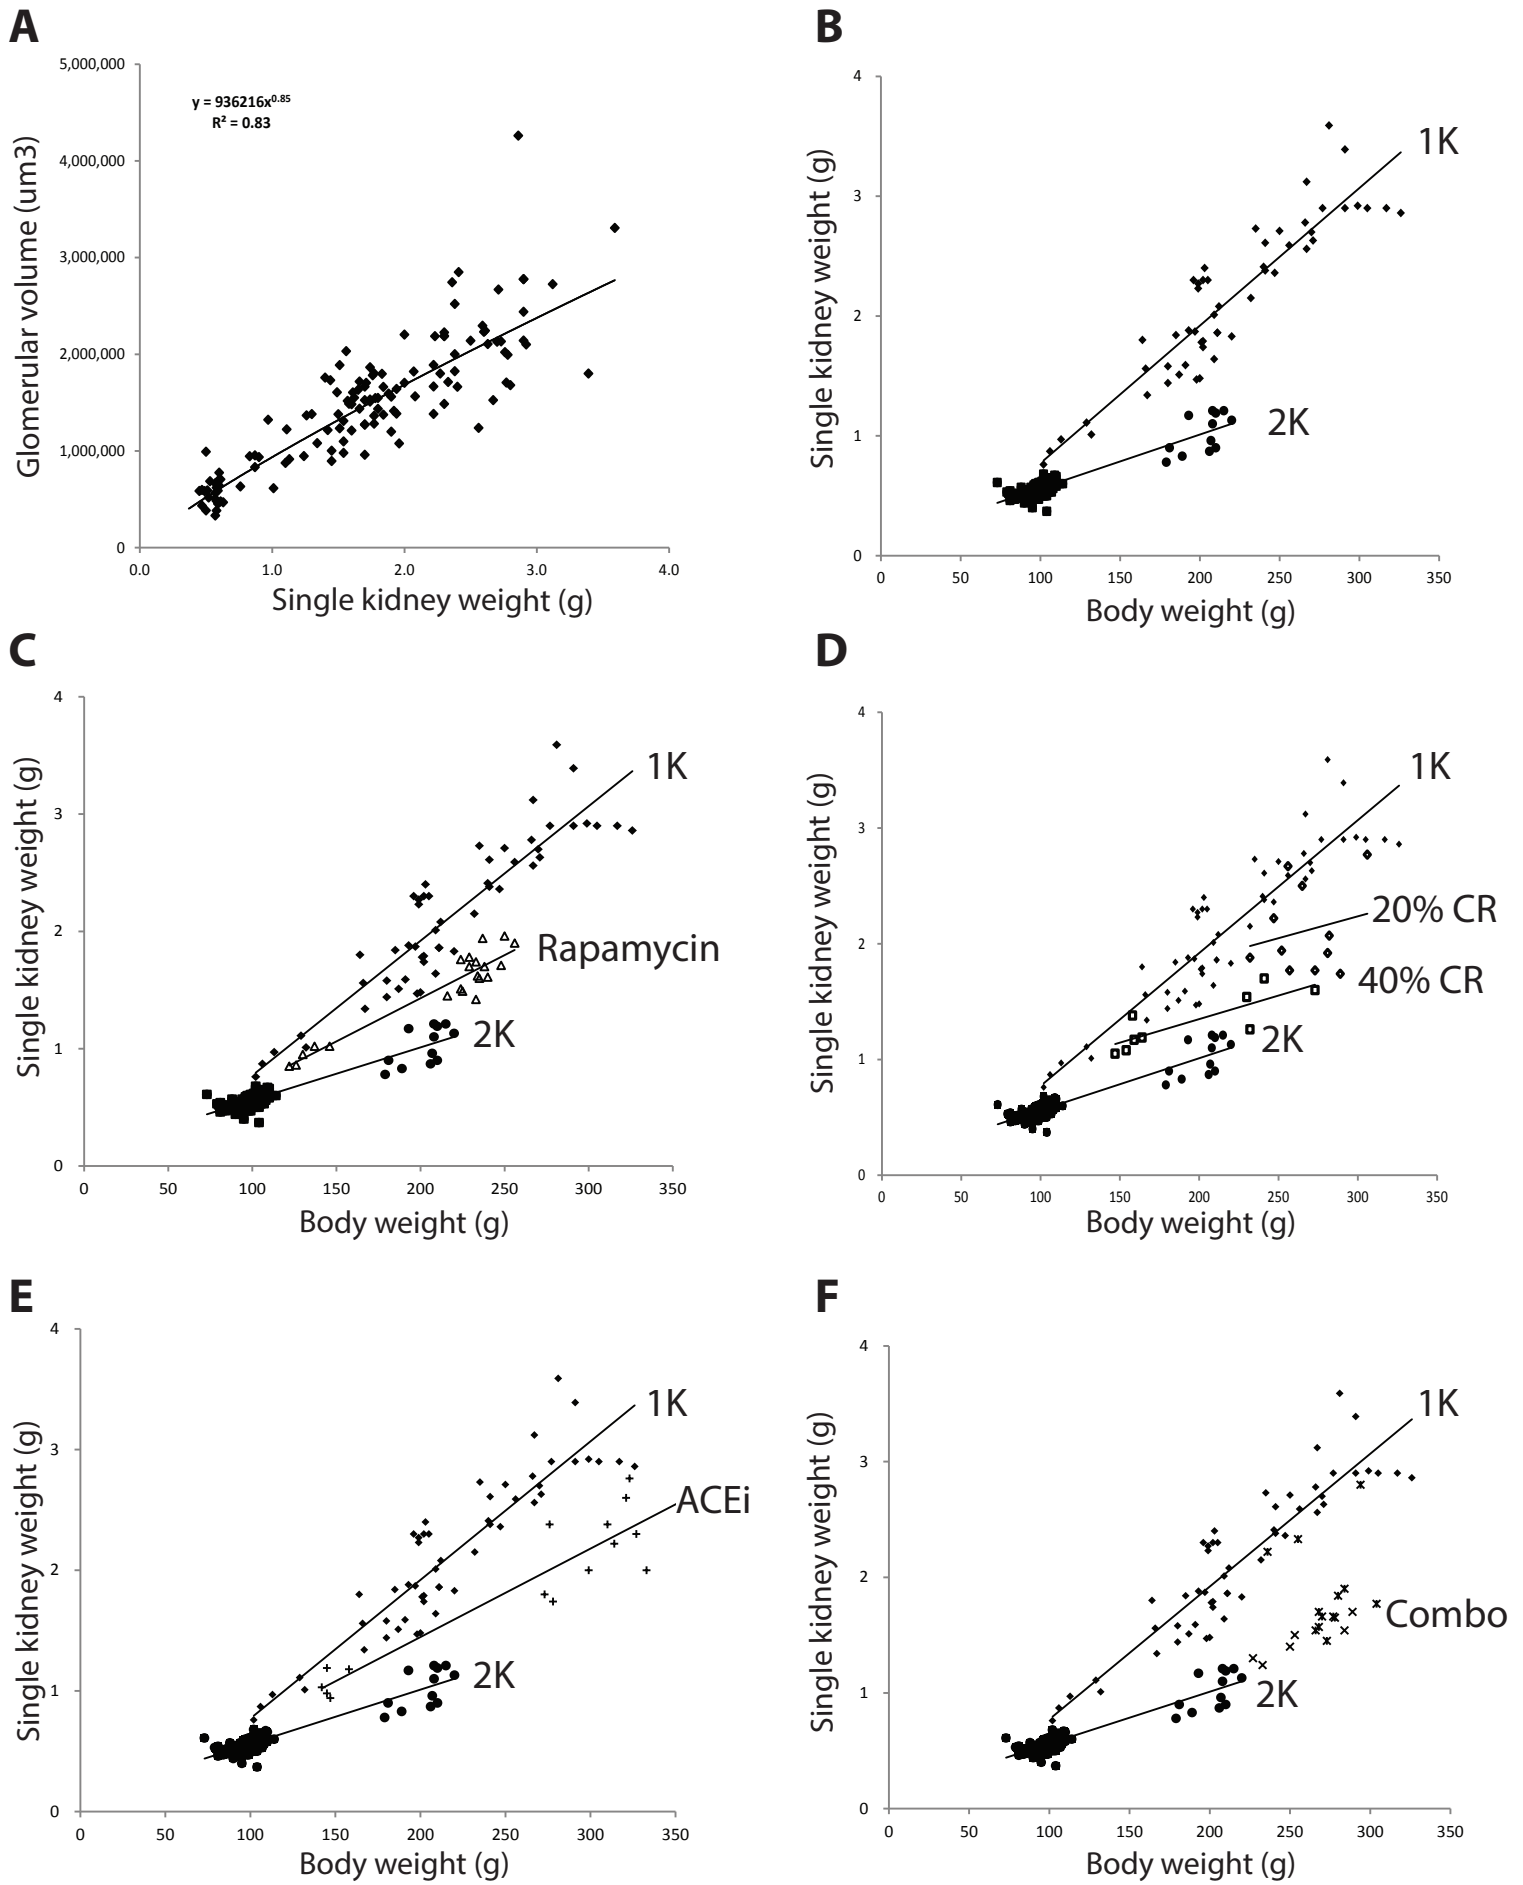 A
5,000,000
4,000,000
3,000,000
2,000,000
1,000,000
0
y = 936216x^0.85
R² = 0.83
Glomerular volume (um3)
0.0 1.0 2.0 3.0 4.0
Single kidney weight (g)
B
4
3
2
1
0
Single kidney weight (g)
1K
2K
0 50 100 150 200 250 300 350
Body weight (g)
C
4
3
2
1
0
Single kidney weight (g)
1K
Rapamycin
2K
0 50 100 150 200 250 300 350
Body weight (g)
D
4
3
2
1
0
Single kidney weight (g)
1K
20% CR
40% CR
2K
0 50 100 150 200 250 300 350
Body weight (g)
E
4
3
2
1
0
Single kidney weight (g)
1K
ACEi
2K
0 50 100 150 200 250 300 350
Body weight (g)
F
4
3
2
1
0
Single kidney weight (g)
1K
Combo
2K
0 50 100 150 200 250 300 350
Body weight (g)